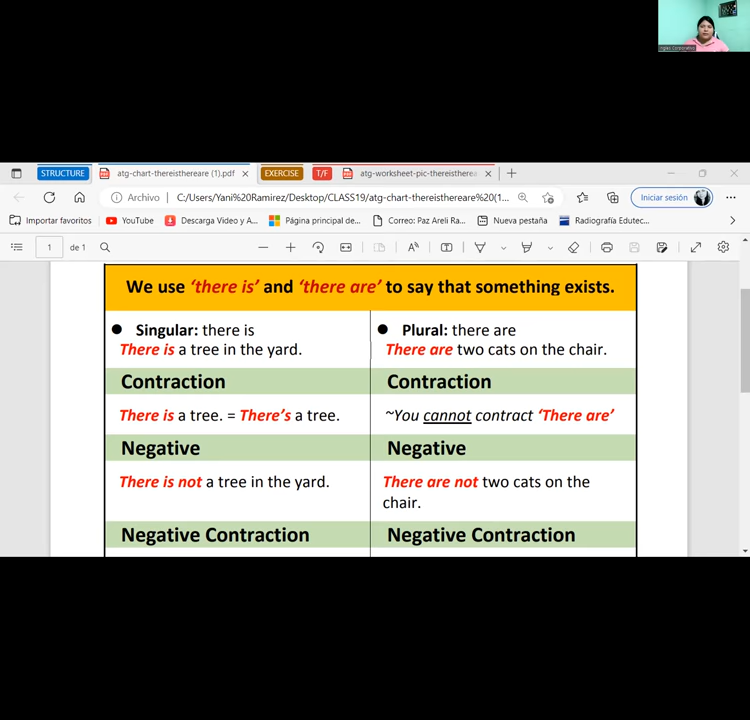 Inglés Corporativo
STRUCTURE
atg-chart-thereisthereare (1).pdf
EXERCISE
T/F
atg-worksheet-pic-thereistherea
Archivo
C:/Users/Yani%20Ramirez/Desktop/CLASS19/atg-chart-thereisthereare%20(1...
Iniciar sesión
Importar favoritos
YouTube
Descarga Video y A...
Página principal de...
Correo: Paz Areli Ra...
Nueva pestaña
Radiografía Edutec...
1
de 1
We use ‘there is’ and ‘there are’ to say that something exists.
Singular: there is
There is a tree in the yard.
Plural: there are
There are two cats on the chair.
Contraction
Contraction
There is a tree. = There’s a tree.
~You cannot contract ‘There are’
Negative
Negative
There is not a tree in the yard.
There are not two cats on the
chair.
Negative Contraction
Negative Contraction